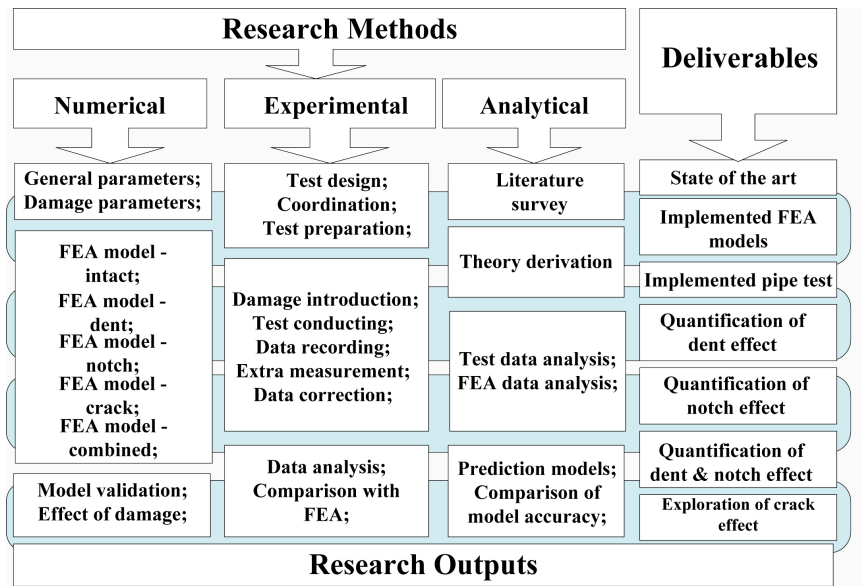 Research Methods
Deliverables
Numerical
Experimental
Analytical
General parameters;
Damage parameters;
FEA model -
intact;
FEA model -
dent;
FEA model -
notch;
FEA model -
crack;
FEA model -
combined;
Model validation;
Effect of damage;
Test design;
Coordination;
Test preparation;
Damage introduction;
Test conducting;
Data recording;
Extra measurement;
Data correction;
Data analysis;
Comparison with
FEA;
Literature
survey
Theory derivation
Test data analysis;
FEA data analysis;
Prediction models;
Comparison of
model accuracy;
State of the art
Implemented FEA
models
Implemented pipe test
Quantification of
dent effect
Quantification of
notch effect
Quantification of
dent & notch effect
Exploration of crack
effect
Research Outputs